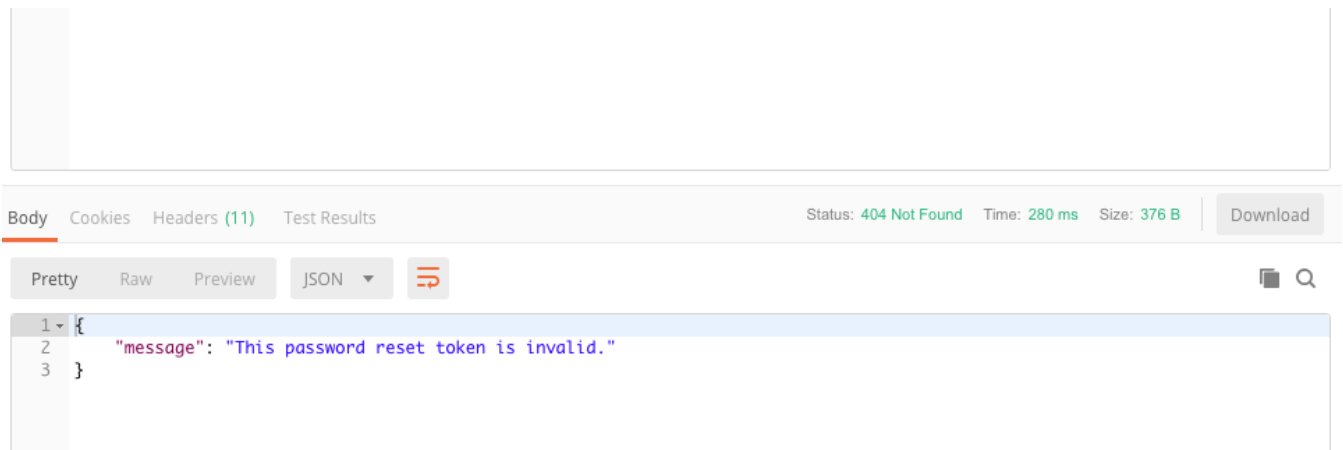 Body Cookies Headers (11) Test Results Status: 404 Not Found Time: 280 ms Size: 376 B Download
Pretty Raw Preview JSON
1 {
2 "message": "This password reset token is invalid."
3 }